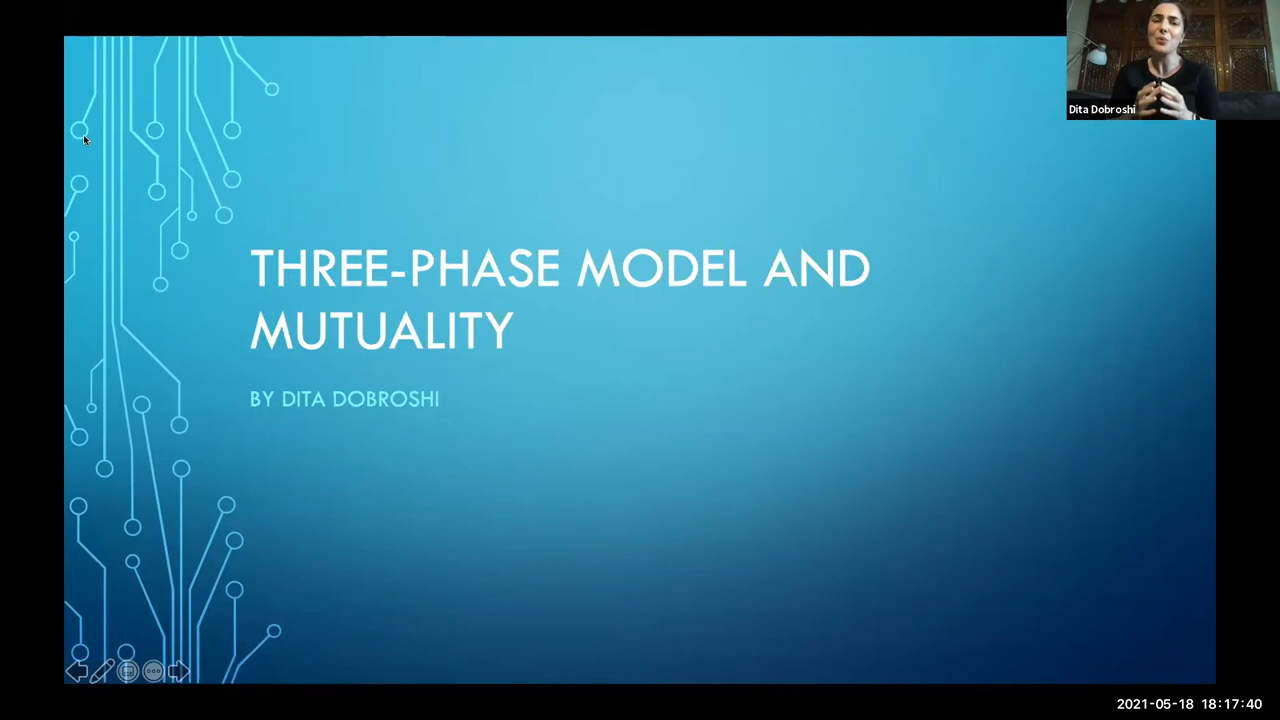 Dita Dobroshi
THREE-PHASE MODEL AND
MUTUALITY
BY DITA DOBROSHI
2021-05-18 18:17:40